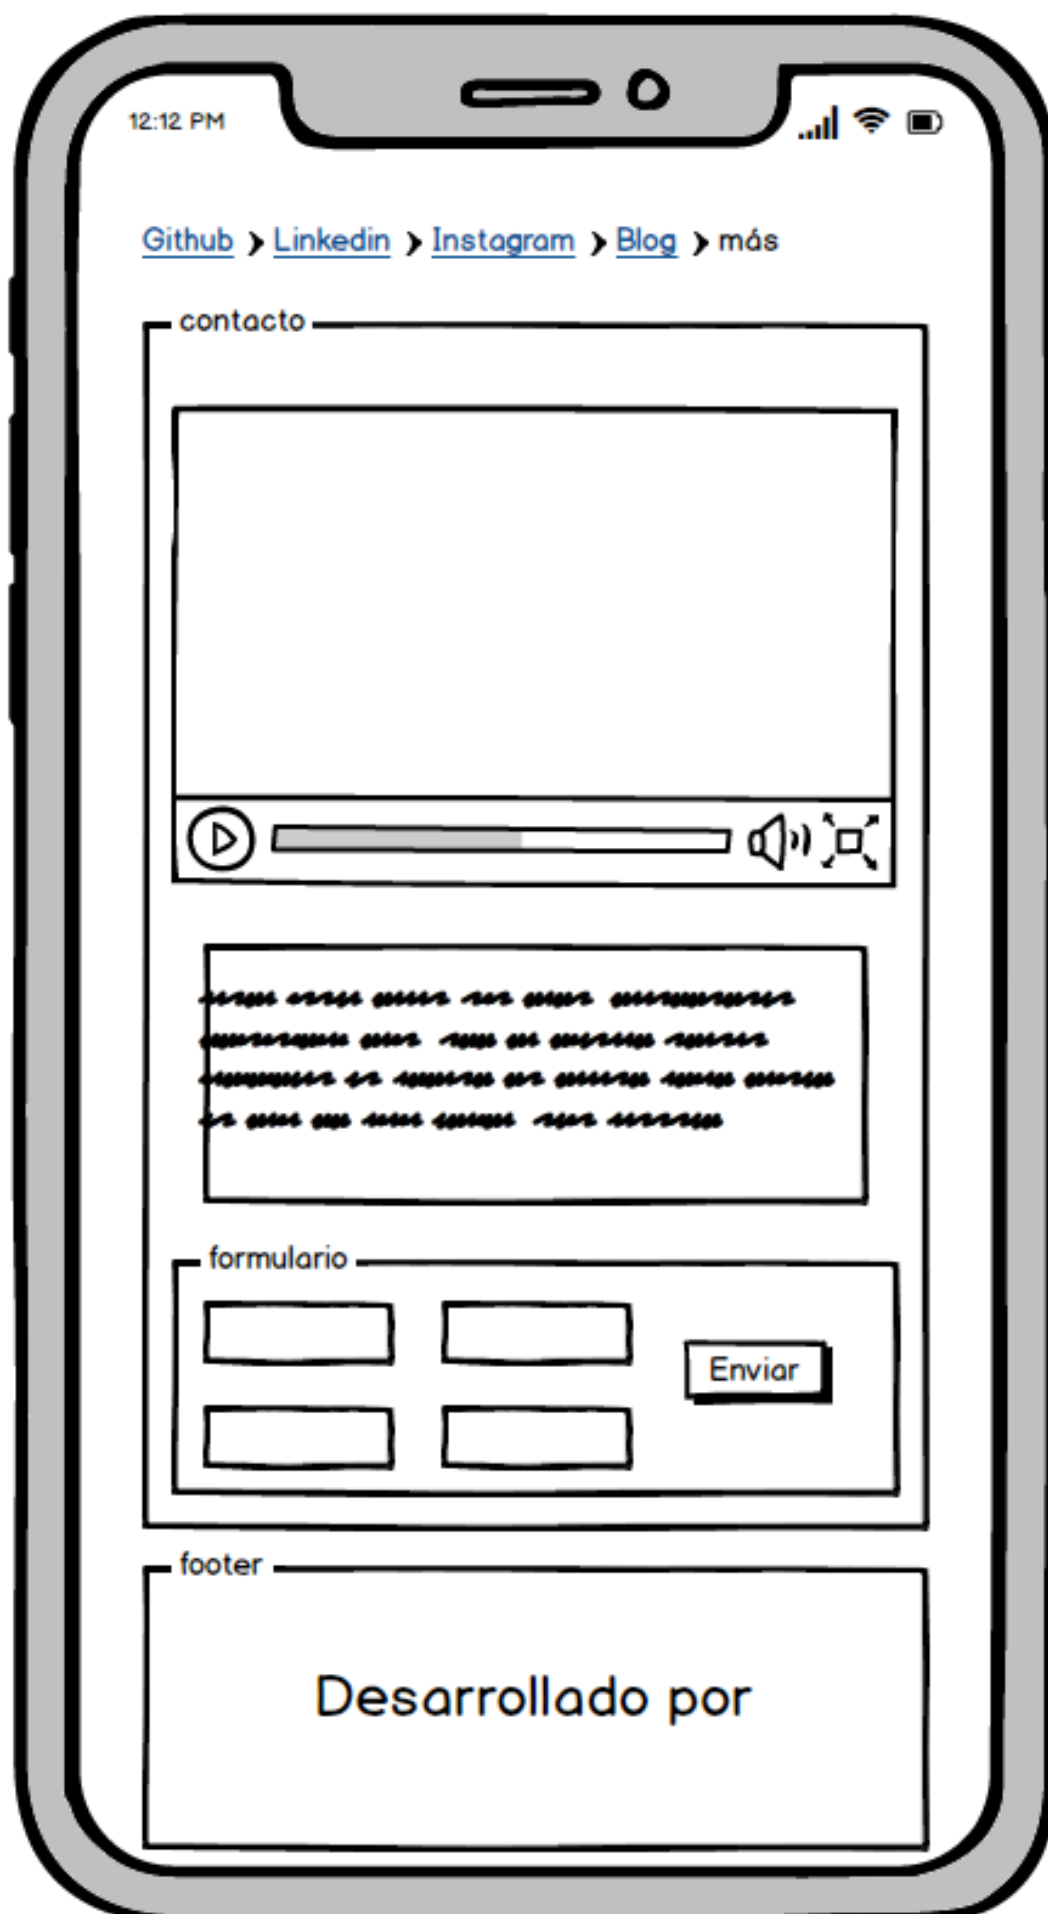 12:12 PM
Github › Linkedin › Instagram › Blog › más
contacto
formulario
Enviar
footer
Desarrollado por